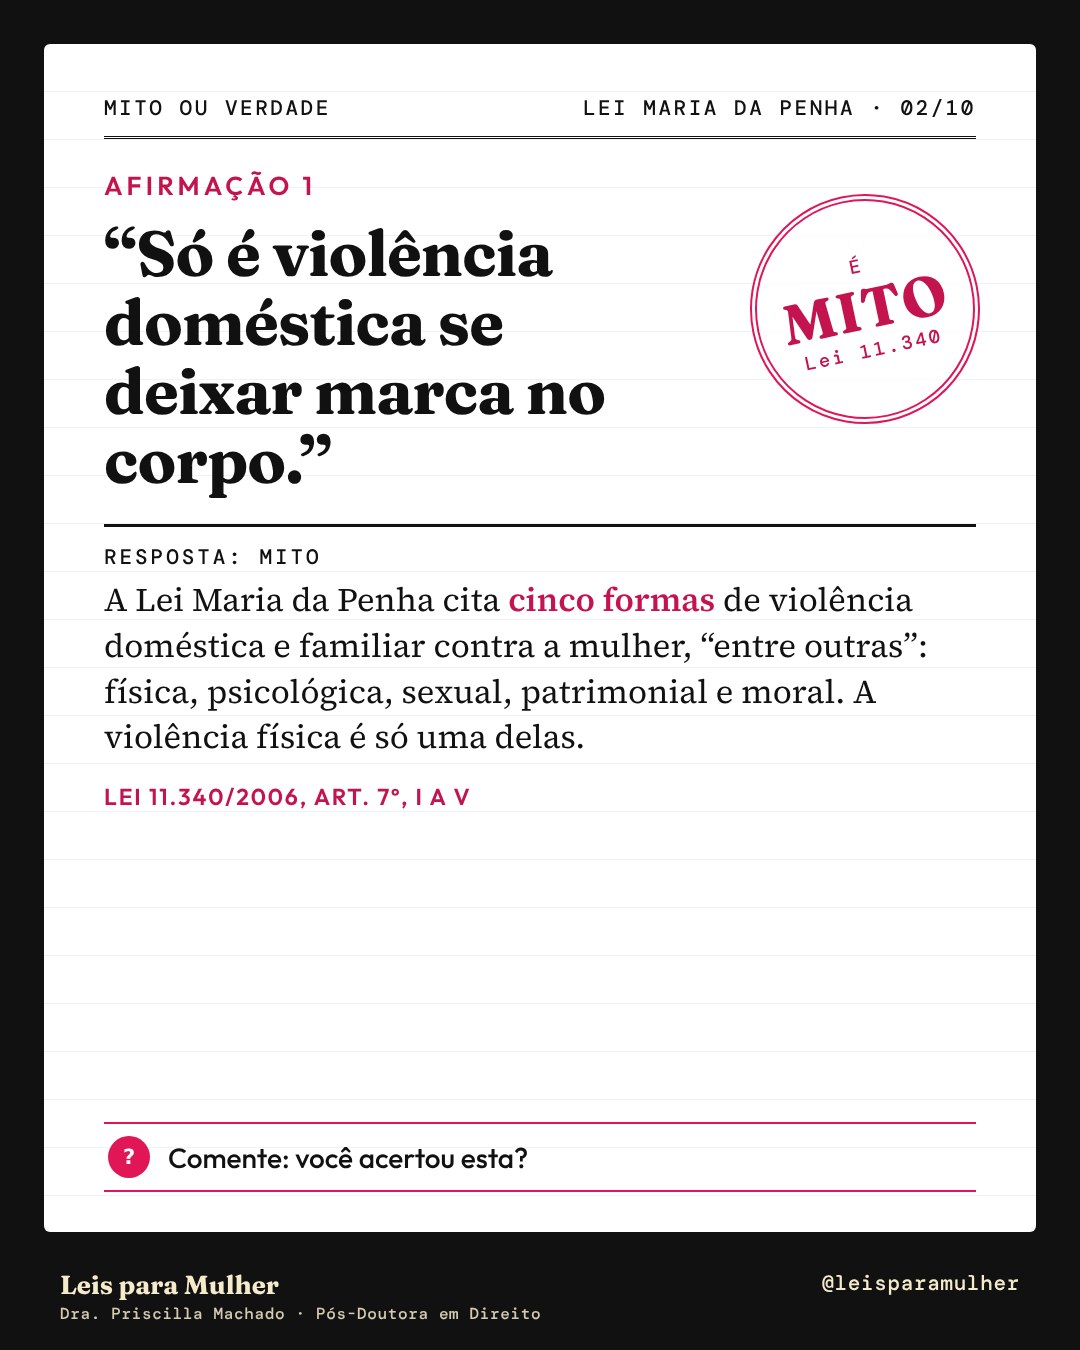 MITO OU VERDADE
LEI MARIA DA PENHA · 02/10
AFIRMAÇÃO 1
“Só é violência
doméstica se
deixar marca no
corpo.”
É
MITO
Lei 11.340
RESPOSTA: MITO
A Lei Maria da Penha cita cinco formas de violência
doméstica e familiar contra a mulher, “entre outras”:
física, psicológica, sexual, patrimonial e moral. A
violência física é só uma delas.
LEI 11.340/2006, ART. 7º, I A V
?
Comente: você acertou esta?
Leis para Mulher
Dra. Priscilla Machado · Pós-Doutora em Direito
@leisparamulher